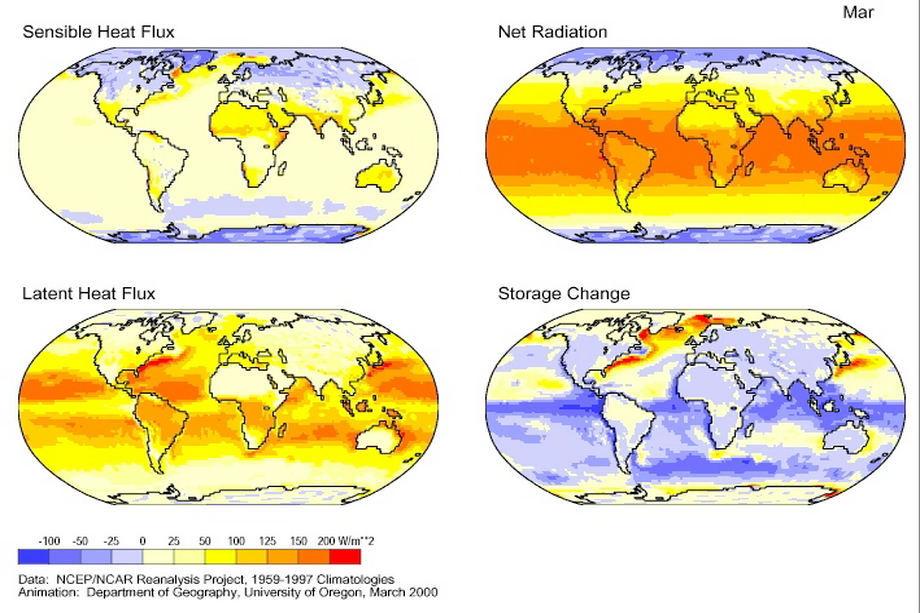 Mar
Sensible Heat Flux
Net Radiation
Latent Heat Flux
Storage Change
-100 -50 -25 0 25 50 100 125 150 200 W/m**2
Data: NCEP/NCAR Reanalysis Project, 1959-1997 Climatologies
Animation: Department of Geography, University of Oregon, March 2000